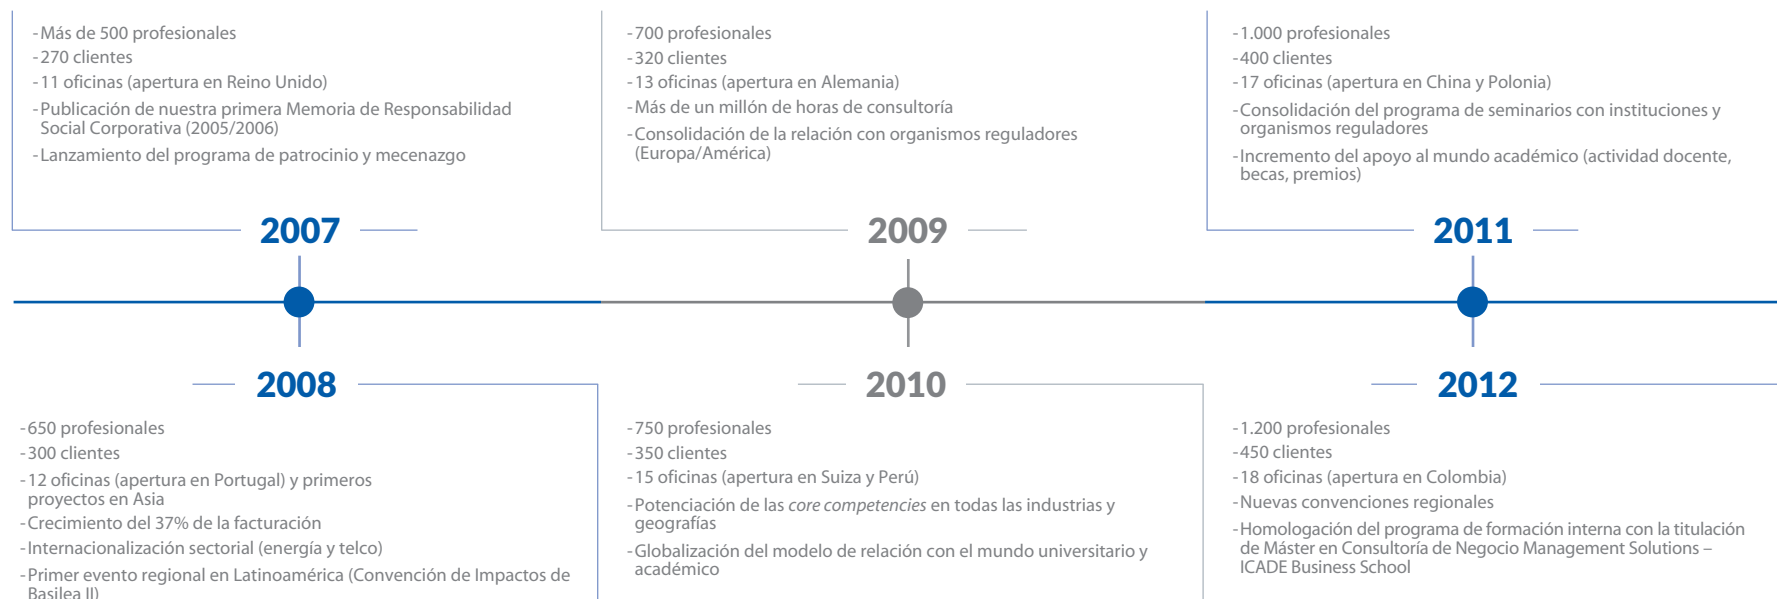 -Más de 500 profesionales
-270 clientes
-11 oficinas (apertura en Reino Unido)
-Publicación de nuestra primera Memoria de Responsabilidad
Social Corporativa (2005/2006)
-Lanzamiento del programa de patrocinio y mecenazgo
2007
-700 profesionales
-320 clientes
-13 oficinas (apertura en Alemania)
-Más de un millón de horas de consultoría
-Consolidación de la relación con organismos reguladores
(Europa/América)
2009
-1.000 profesionales
-400 clientes
-17 oficinas (apertura en China y Polonia)
-Consolidación del programa de seminarios con instituciones y
organismos reguladores
-Incremento del apoyo al mundo académico (actividad docente,
becas, premios)
2011
2008
-650 profesionales
-300 clientes
-12 oficinas (apertura en Portugal) y primeros
proyectos en Asia
-Crecimiento del 37% de la facturación
-Internacionalización sectorial (energía y telco)
-Primer evento regional en Latinoamérica (Convención de Impactos de
Basilea II)
2010
-750 profesionales
-350 clientes
-15 oficinas (apertura en Suiza y Perú)
-Potenciación de las core competencies en todas las industrias y
geografías
-Globalización del modelo de relación con el mundo universitario y
académico
2012
-1.200 profesionales
-450 clientes
-18 oficinas (apertura en Colombia)
-Nuevas convenciones regionales
-Homologación del programa de formación interna con la titulación
de Máster en Consultoría de Negocio Management Solutions –
ICADE Business School